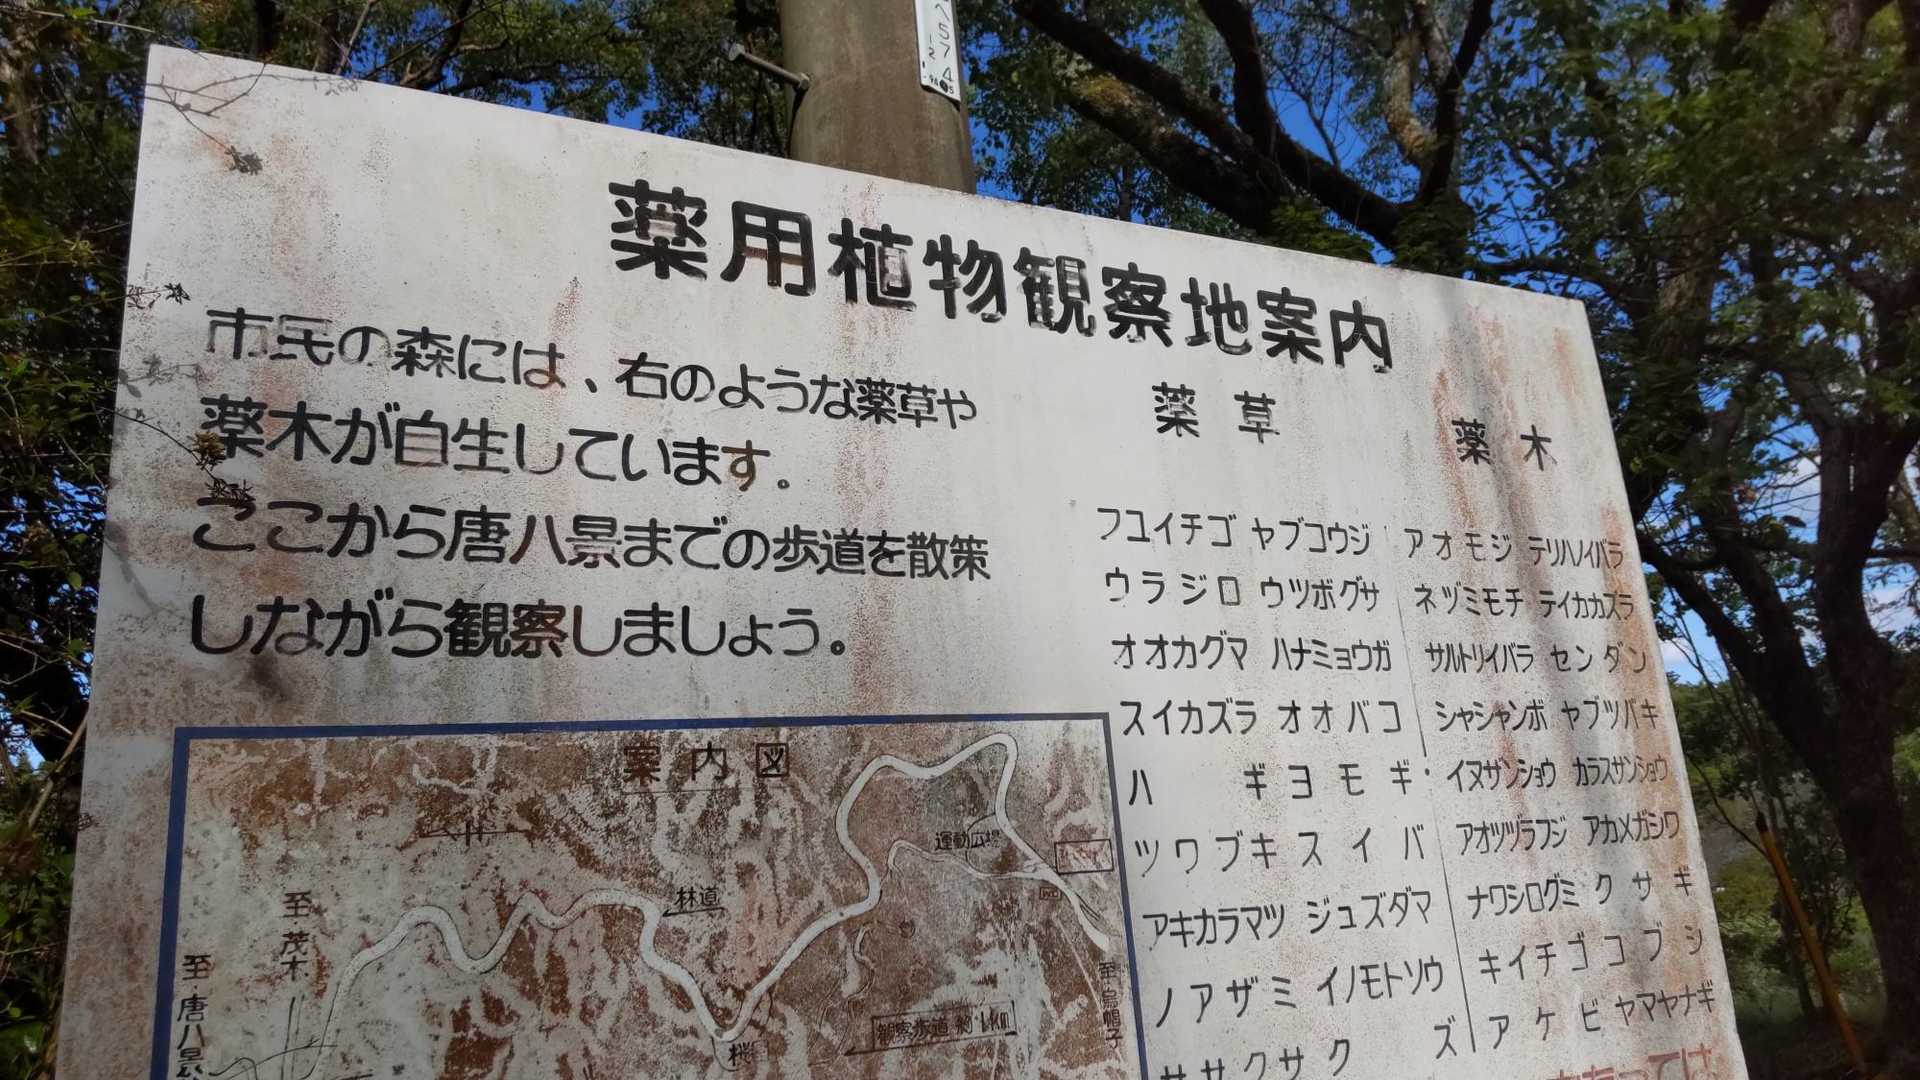 薬用植物観察地案内
市民の森には、右のような薬草や
薬木が自生しています。
ここから唐八景までの歩道を散策
しながら観察しましょう。
薬草
フユイチゴ ヤブコウジ
ウラジロ ウツボグサ
オオカグマ ハナミョウガ
スイカズラ オオバコ
ハギ ヨモギ
ツワブキ スイバ
アキカラマツ ジュズダマ
ノアザミ イノモトソウ
クサク ズ
薬木
アオモジ テリハノイバラ
ネヅミモチ テイカカズラ
サルトリイバラ センダン
シャシャンボ ヤブツバキ
イヌザンショウ カラスザンショウ
アオツヅラフジ アカメガシワ
ナワシログミ クサギ
キイチゴ コブシ
アケビ ヤマヤナギ
案内図
運動広場
林道
至茂木
至唐八景
観察歩道 約1km